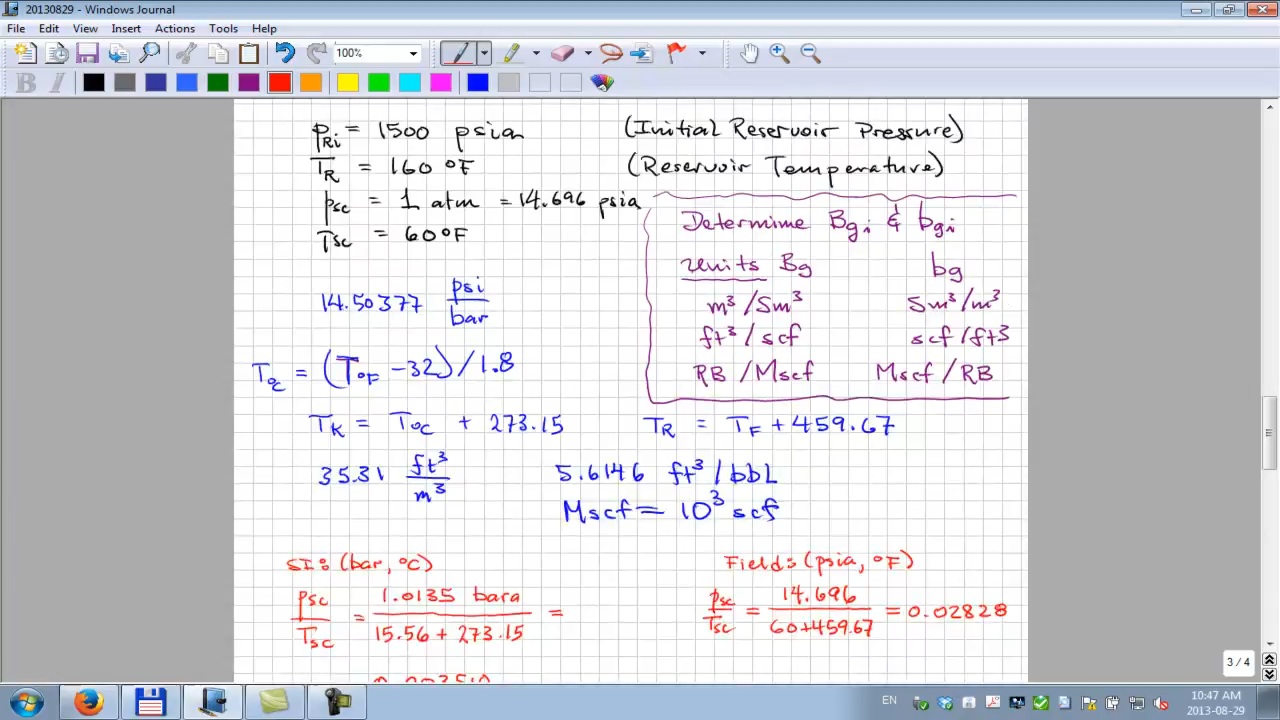 20130829 - Windows Journal
File Edit View Insert Actions Tools Help
100%
B I
pRi = 1500 psia (Initial Reservoir Pressure)
TR = 160 °F (Reservoir Temperature)
psc = 1 atm = 14.696 psia
Tsc = 60°F
Determine Bgi & bgi
Units Bg bg
m³/Sm³ Sm³/m³
ft³/scf scf/ft3
RB/Mscf Mscf/RB
14.50377 psi/bar
T°C = (T°F - 32)/1.8
TK = T°C + 273.15 TR = TF + 459.67
35.31 ft³/m³ 5.6146 ft³/bbL
Mscf = 10³ scf
SI: (bar, °C) Field: (psia, °F)
psc/Tsc = 1.0135 bara/15.56 + 273.15 = psc/Tsc = 14.696/60+459.67 = 0.02828
3 / 4
EN 10:47 AM
2013-08-29